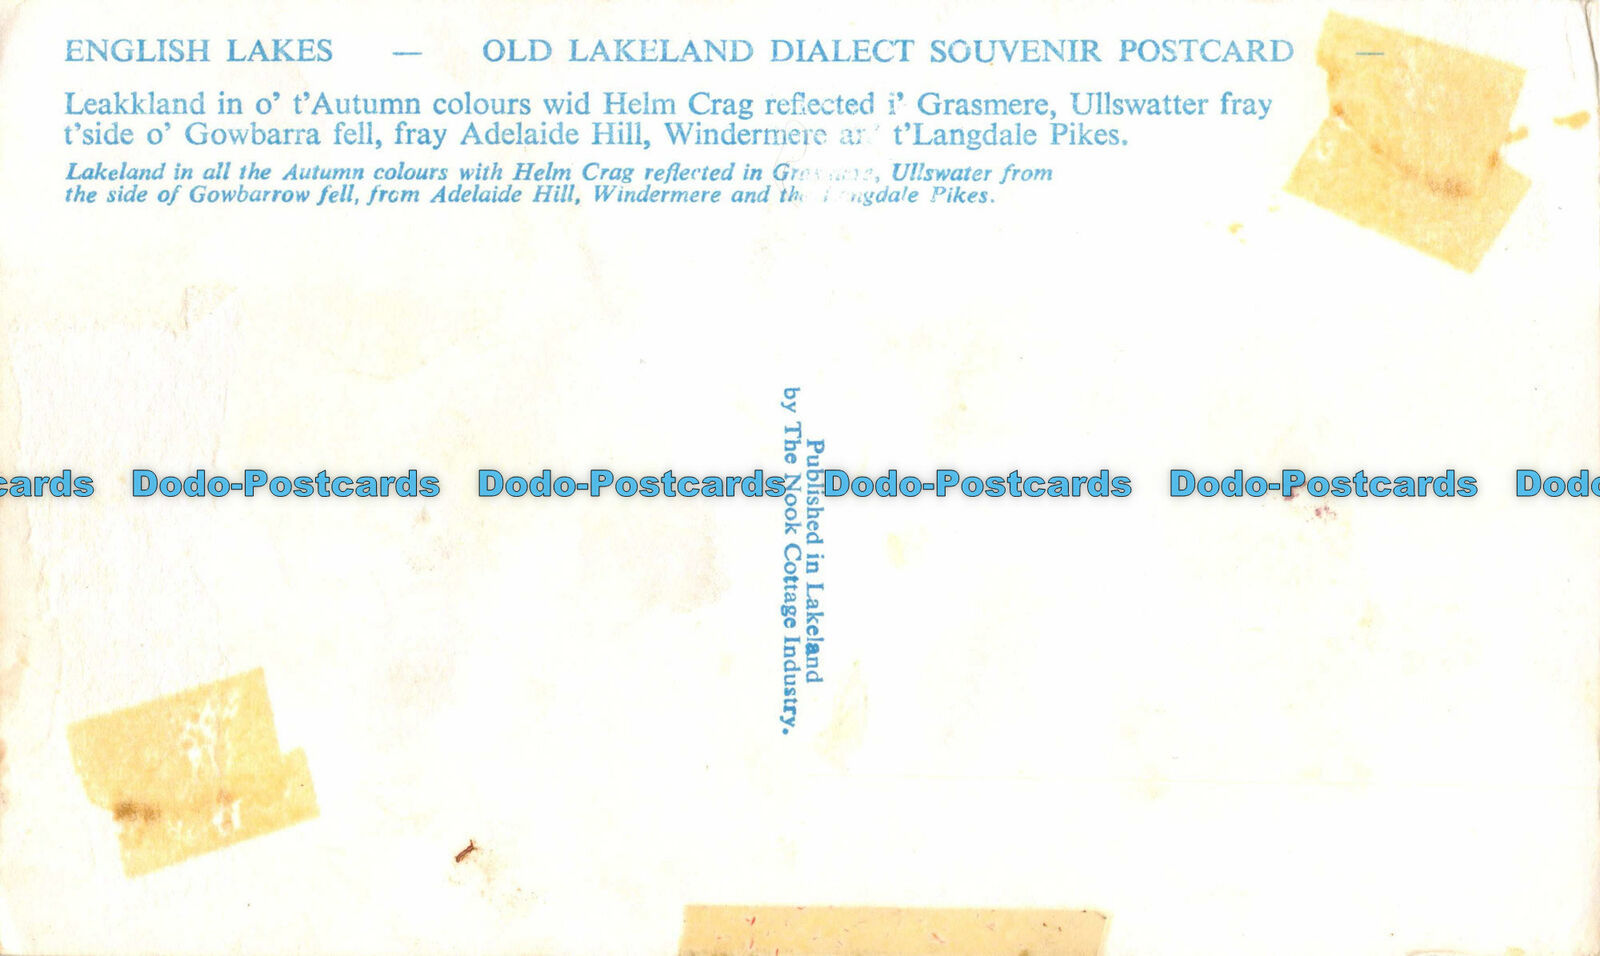 ENGLISH LAKES — OLD LAKELAND DIALECT SOUVENIR POSTCARD —
Leakkland in o' t'Autumn colours wid Helm Crag reflected i' Grasmere, Ullswatter fray
t'side o' Gowbarra fell, fray Adelaide Hill, Windermere t'Langdale Pikes.
Lakeland in all the Autumn colours with Helm Crag reflected in Ullswater from
the side of Gowbarrow fell, from Adelaide Hill, Windermere and the Pikes.
Published in Lakeland
by The Nook Cottage Industry.
cards Dodo-Postcards Dodo-Postcards Dodo-Postcards Dodo-Postcards Dodo